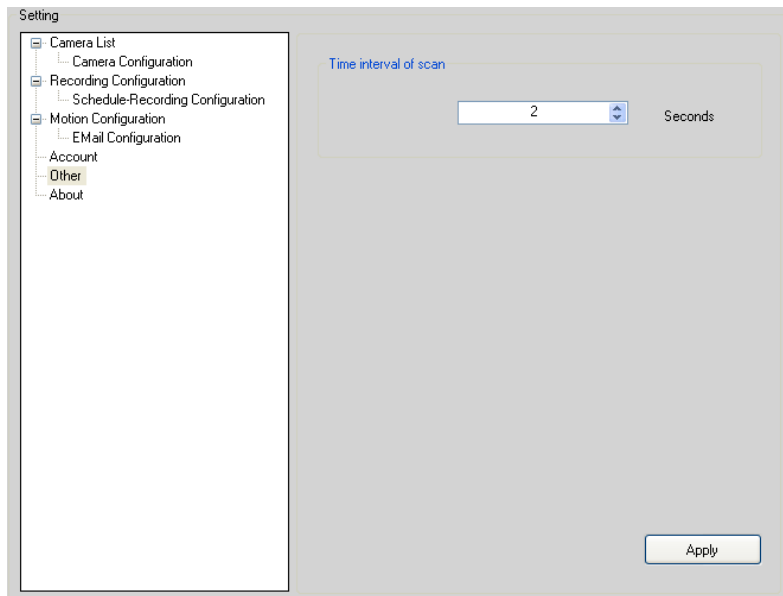 Setting
Camera List
Camera Configuration
Recording Configuration
Schedule-Recording Configuration
Motion Configuration
EMail Configuration
Account
Other
About
Time interval of scan
2
Seconds
Apply